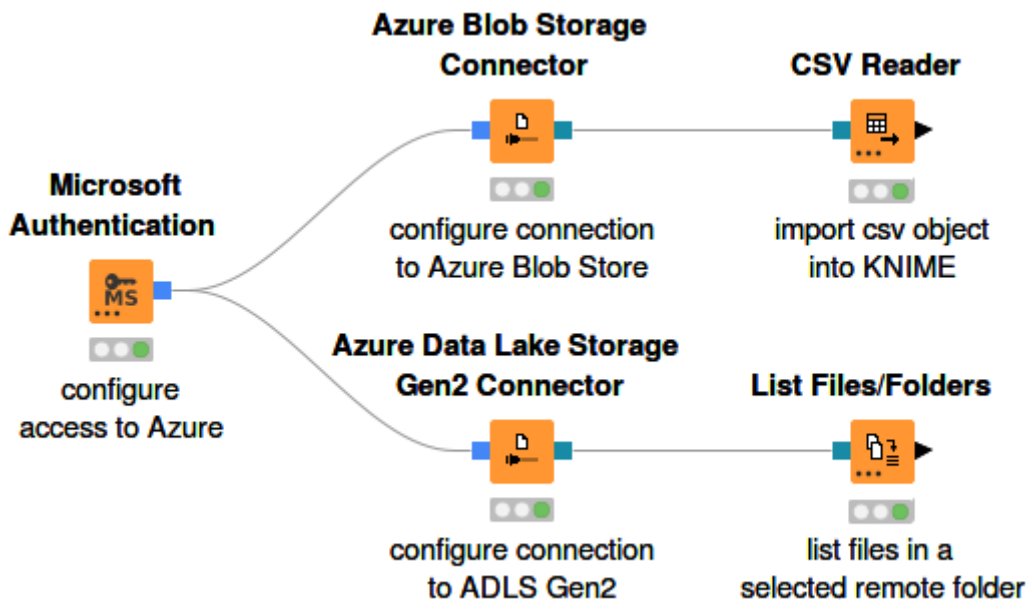 Azure Blob Storage
Connector
CSV Reader
configure connection
to Azure Blob Store
import csv object
into KNIME
Microsoft
Authentication
MS
configure
access to Azure
Azure Data Lake Storage
Gen2 Connector
List Files/Folders
configure connection
to ADLS Gen2
list files in a
selected remote folder